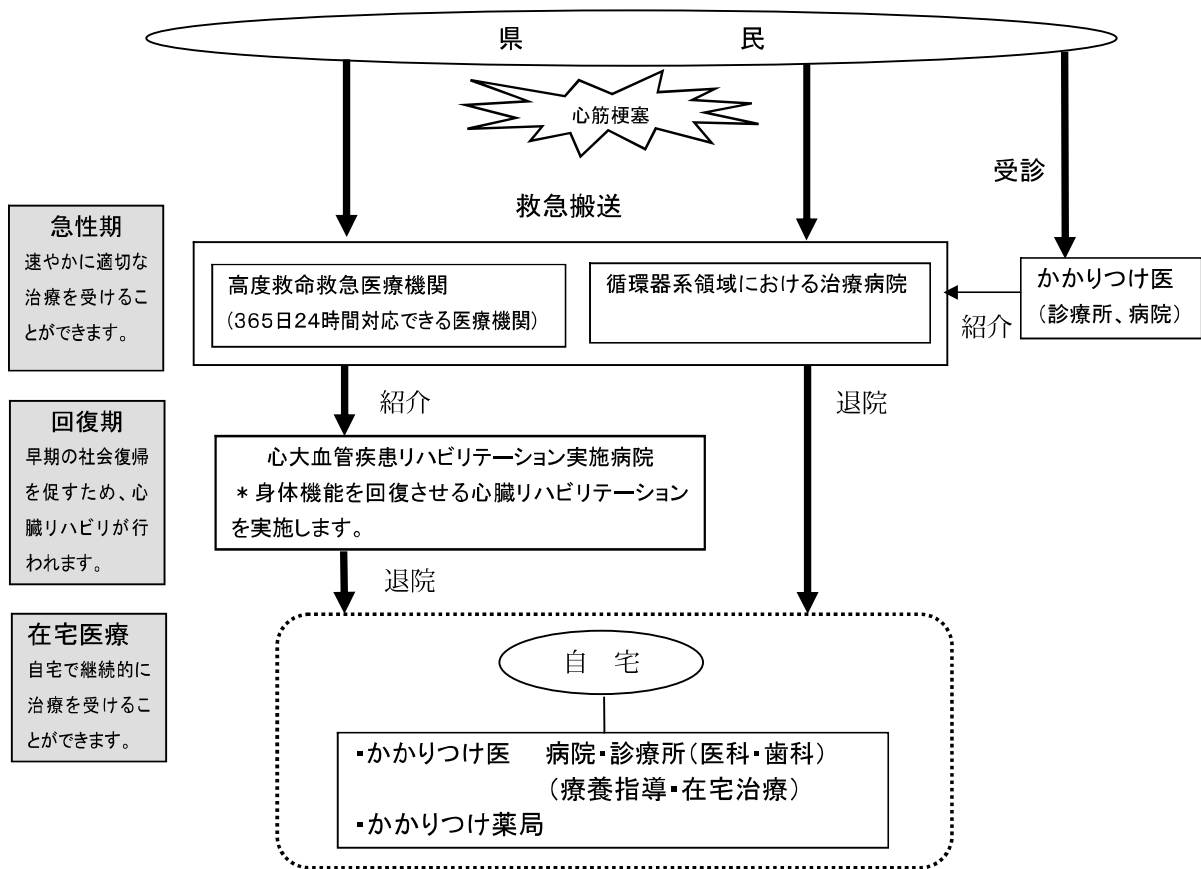 県　民
心筋梗塞
受診
救急搬送
急性期
速やかに適切な
治療を受けるこ
とができます。
高度救命救急医療機関
(365日24時間対応できる医療機関)
循環器系領域における治療病院
かかりつけ医
(診療所、病院)
紹介
紹介
退院
回復期
早期の社会復帰
を促すため、心
臓リハビリが行
われます。
心大血管疾患リハビリテーション実施病院
＊身体機能を回復させる心臓リハビリテーション
を実施します。
退院
在宅医療
自宅で継続的に
治療を受けるこ
とができます。
自　宅
・かかりつけ医　病院・診療所(医科・歯科)
(療養指導・在宅治療)
・かかりつけ薬局